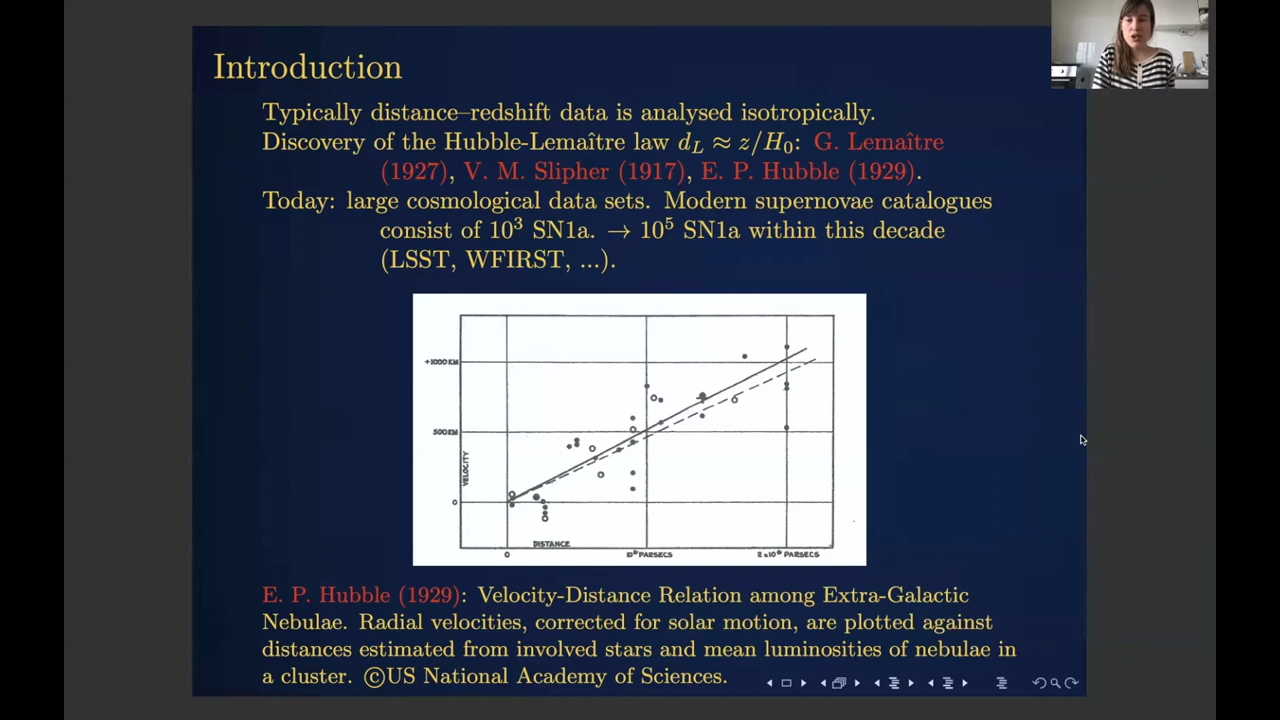 Introduction
Typically distance–redshift data is analysed isotropically.
Discovery of the Hubble-Lemaître law d_L ≈ z/H_0: G. Lemaître
(1927), V. M. Slipher (1917), E. P. Hubble (1929).
Today: large cosmological data sets. Modern supernovae catalogues
consist of 10^3 SN1a. → 10^5 SN1a within this decade
(LSST, WFIRST, ...).
+1000 KM
500 KM
VELOCITY
0
DISTANCE
0
10^6 PARSECS
2 x 10^6 PARSECS
E. P. Hubble (1929): Velocity-Distance Relation among Extra-Galactic
Nebulae. Radial velocities, corrected for solar motion, are plotted against
distances estimated from involved stars and mean luminosities of nebulae in
a cluster. ©US National Academy of Sciences.